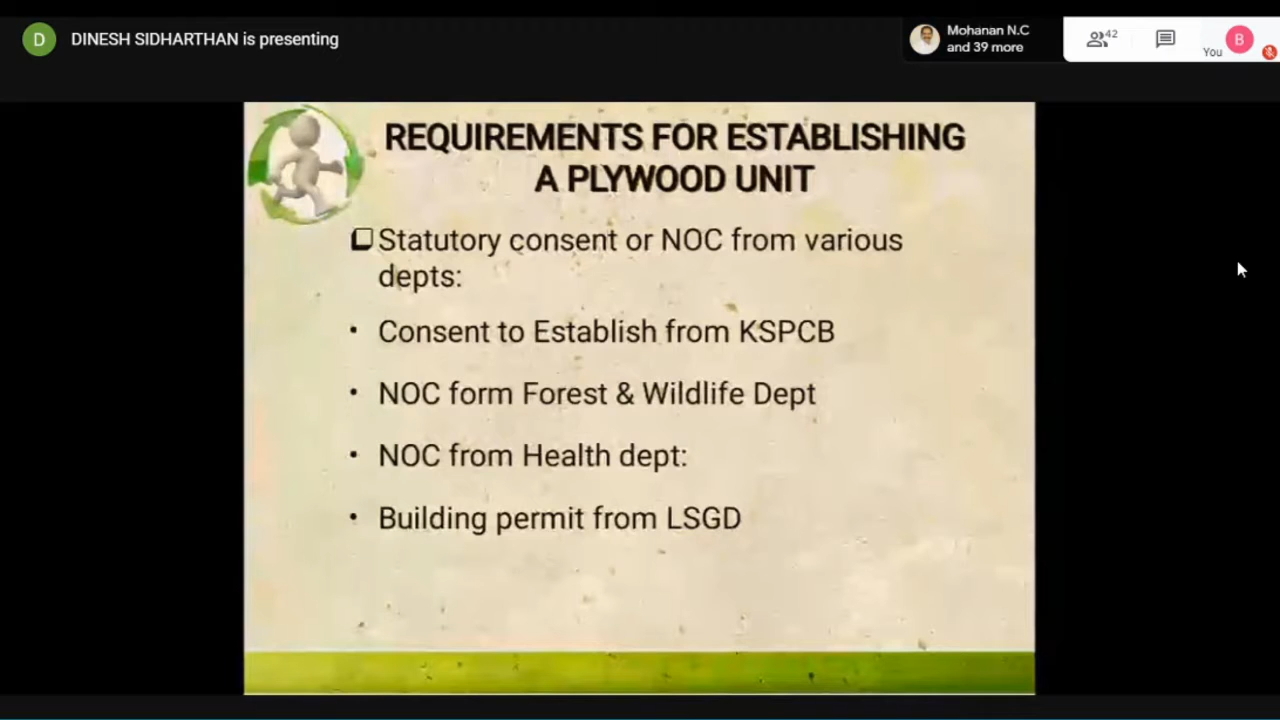 D
DINESH SIDHARTHAN is presenting
Mohanan N.C
and 39 more
42
You
B
REQUIREMENTS FOR ESTABLISHING
A PLYWOOD UNIT
Statutory consent or NOC from various
depts:
• Consent to Establish from KSPCB
• NOC form Forest & Wildlife Dept
• NOC from Health dept:
• Building permit from LSGD